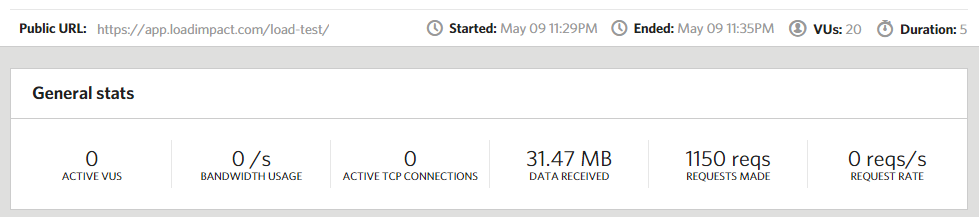 Public URL: https://app.loadimpact.com/load-test/ Started: May 09 11:29PM Ended: May 09 11:35PM VUs: 20 Duration: 5
General stats
0 0 /s 0 31.47 MB 1150 reqs 0 reqs/s
ACTIVE VUS BANDWIDTH USAGE ACTIVE TCP CONNECTIONS DATA RECEIVED REQUESTS MADE REQUEST RATE